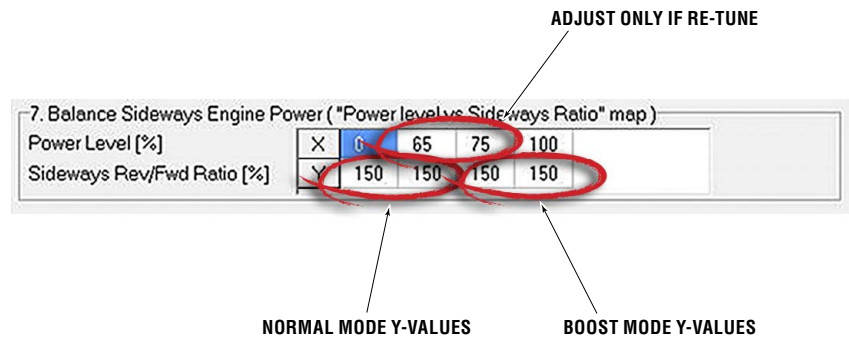 ADJUST ONLY IF RE-TUNE
7. Balance Sideways Engine Power ( "Power level vs Sideways Ratio" map )
Power Level [%] X 0 65 75 100
Sideways Rev/Fwd Ratio [%] Y 150 150 150 150
NORMAL MODE Y-VALUES BOOST MODE Y-VALUES